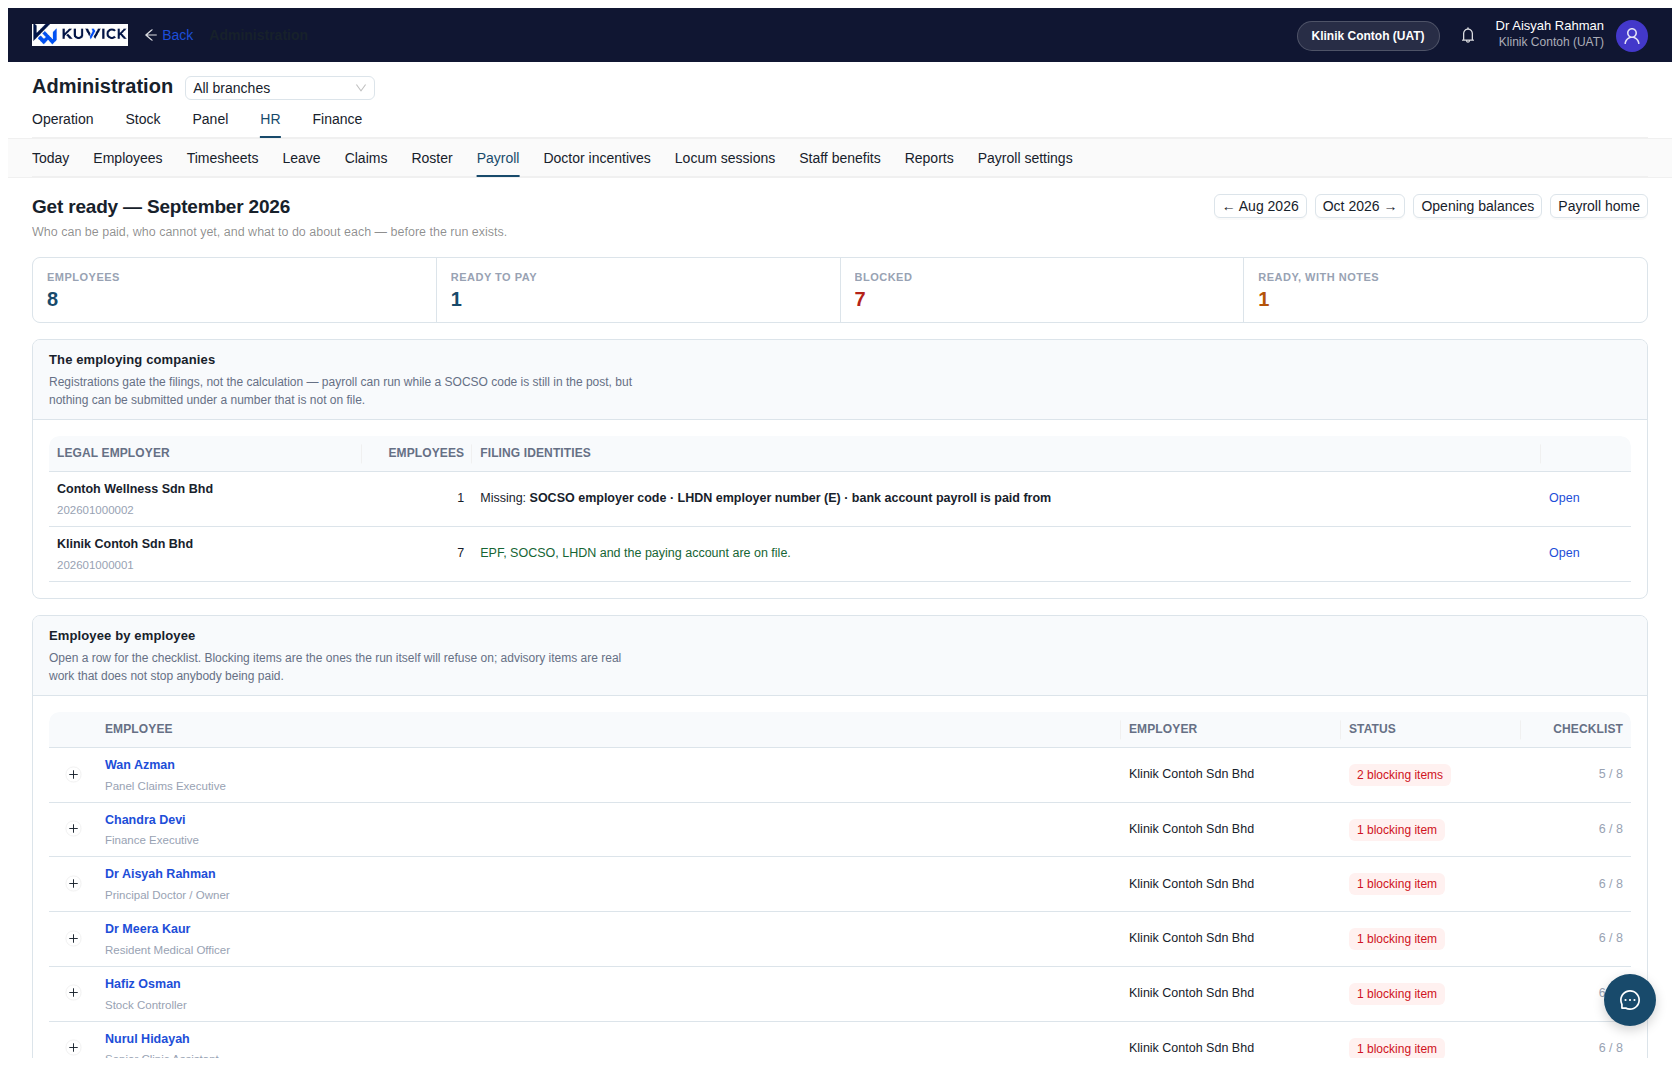 KUWICK
Back
Administration
Klinik Contoh (UAT)
Dr Aisyah Rahman
Klinik Contoh (UAT)
Administration
All branches
Operation Stock Panel HR Finance
Today Employees Timesheets Leave Claims Roster Payroll Doctor incentives Locum sessions Staff benefits Reports Payroll settings
Get ready — September 2026
← Aug 2026 Oct 2026 → Opening balances Payroll home
Who can be paid, who cannot yet, and what to do about each — before the run exists.
EMPLOYEES READY TO PAY BLOCKED READY, WITH NOTES
8 1 7 1
The employing companies
Registrations gate the filings, not the calculation — payroll can run while a SOCSO code is still in the post, but
nothing can be submitted under a number that is not on file.
LEGAL EMPLOYER EMPLOYEES FILING IDENTITIES
Contoh Wellness Sdn Bhd
202601000002
1 Missing: SOCSO employer code · LHDN employer number (E) · bank account payroll is paid from Open
Klinik Contoh Sdn Bhd
202601000001
7 EPF, SOCSO, LHDN and the paying account are on file. Open
Employee by employee
Open a row for the checklist. Blocking items are the ones the run itself will refuse on; advisory items are real
work that does not stop anybody being paid.
EMPLOYEE EMPLOYER STATUS CHECKLIST
Wan Azman
Panel Claims Executive
Klinik Contoh Sdn Bhd 2 blocking items 5 / 8
Chandra Devi
Finance Executive
Klinik Contoh Sdn Bhd 1 blocking item 6 / 8
Dr Aisyah Rahman
Principal Doctor / Owner
Klinik Contoh Sdn Bhd 1 blocking item 6 / 8
Dr Meera Kaur
Resident Medical Officer
Klinik Contoh Sdn Bhd 1 blocking item 6 / 8
Hafiz Osman
Stock Controller
Klinik Contoh Sdn Bhd 1 blocking item 6
Nurul Hidayah
Klinik Contoh Sdn Bhd 1 blocking item 6 / 8